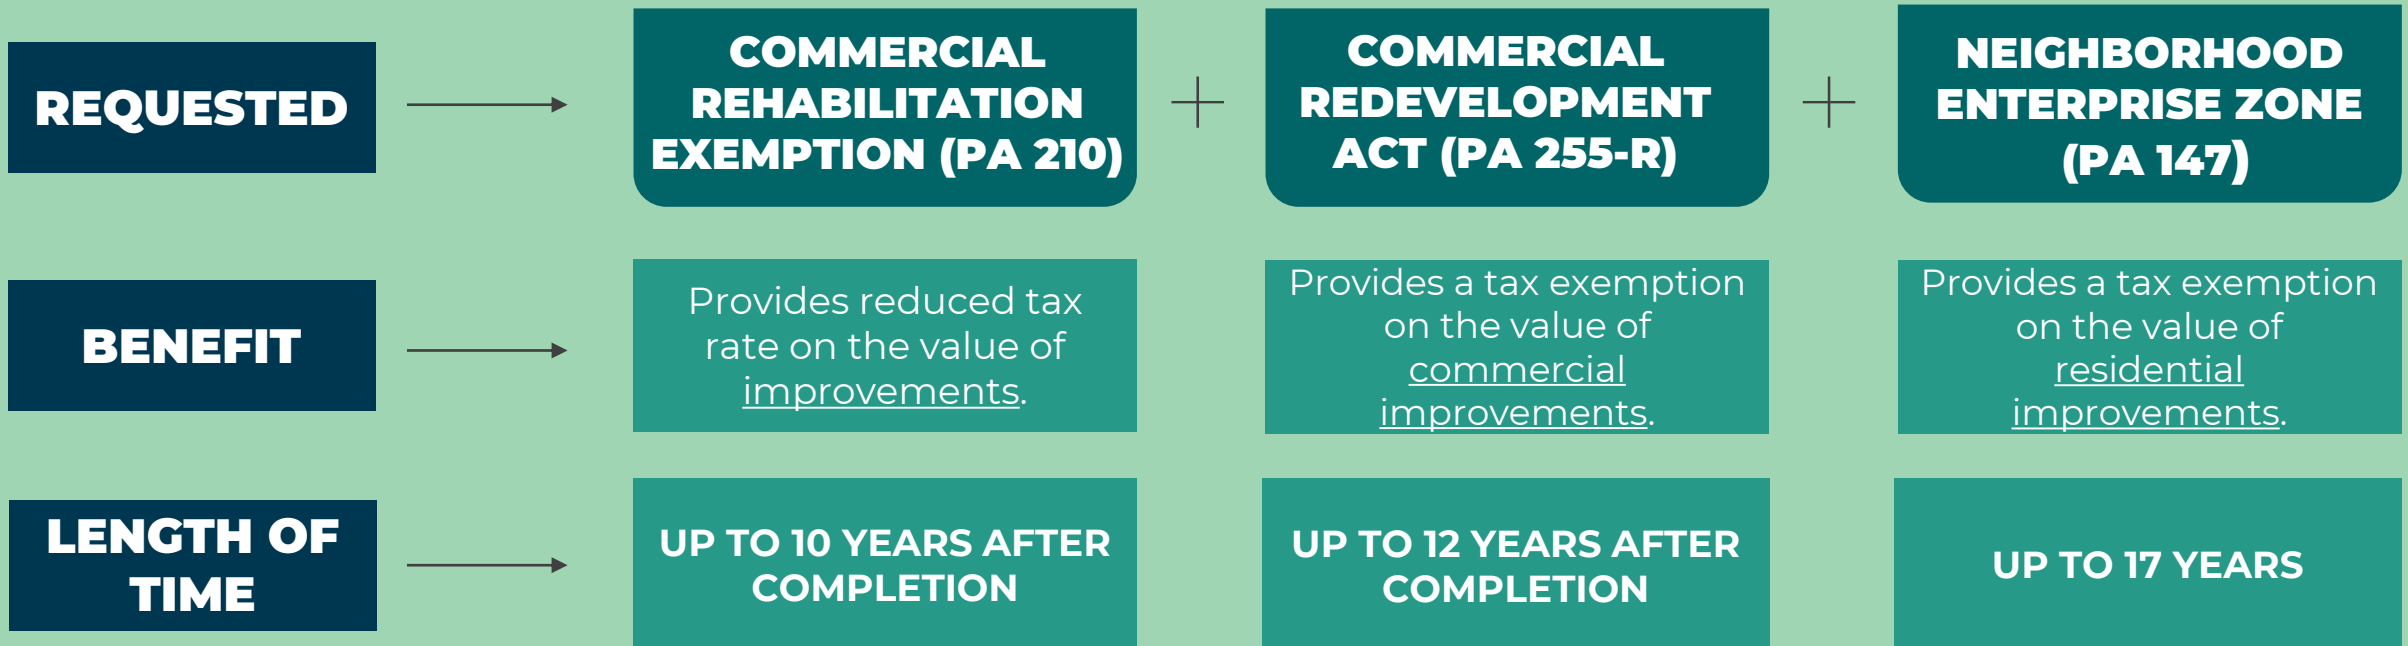 REQUESTED
COMMERCIAL
REHABILITATION
EXEMPTION (PA 210)
COMMERCIAL
REDEVELOPMENT
ACT (PA 255-R)
NEIGHBORHOOD
ENTERPRISE ZONE
(PA 147)
BENEFIT
Provides reduced tax
rate on the value of
improvements.
Provides a tax exemption
on the value of
commercial
improvements.
Provides a tax exemption
on the value of
residential
improvements.
LENGTH OF
TIME
UP TO 10 YEARS AFTER
COMPLETION
UP TO 12 YEARS AFTER
COMPLETION
UP TO 17 YEARS